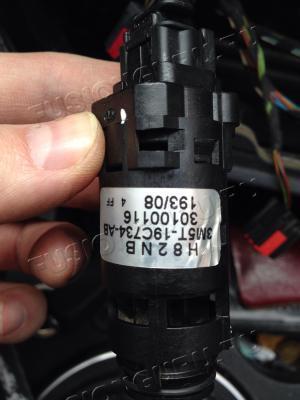 H82NB
3M5T-19C734-AB
30100116
193/08
4 FF